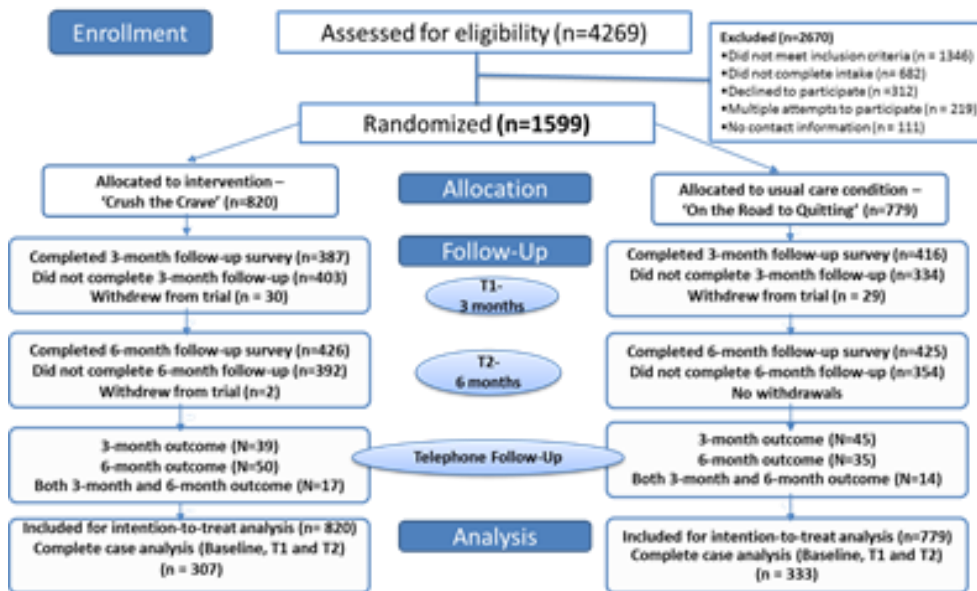 Enrollment
Assessed for eligibility (n=4269)
Excluded (n=2670)
▪Did not meet inclusion criteria (n = 1346)
▪Did not complete intake (n= 682)
▪Declined to participate (n =312)
▪Multiple attempts to participate (n = 219)
▪No contact information (n = 111)
Randomized (n=1599)
Allocated to intervention –
‘Crush the Crave’ (n=820)
Allocation
Allocated to usual care condition –
‘On the Road to Quitting’ (n=779)
Follow-Up
Completed 3-month follow-up survey (n=387)
Did not complete 3-month follow-up (n=403)
Withdrew from trial (n = 30)
T1-
3 months
Completed 3-month follow-up survey (n=416)
Did not complete 3-month follow-up (n=334)
Withdrew from trial (n = 29)
Completed 6-month follow-up survey (n=426)
Did not complete 6-month follow-up (n=392)
Withdrew from trial (n=2)
T2-
6 months
Completed 6-month follow-up survey (n=425)
Did not complete 6-month follow-up (n=354)
No withdrawals
3-month outcome (N=39)
6-month outcome (N=50)
Both 3-month and 6-month outcome (N=17)
Telephone Follow-Up
3-month outcome (N=45)
6-month outcome (N=35)
Both 3-month and 6-month outcome (N=14)
Included for intention-to-treat analysis (n= 820)
Complete case analysis (Baseline, T1 and T2)
(n = 307)
Analysis
Included for intention-to-treat analysis (n=779)
Complete case analysis (Baseline, T1 and T2)
(n = 333)